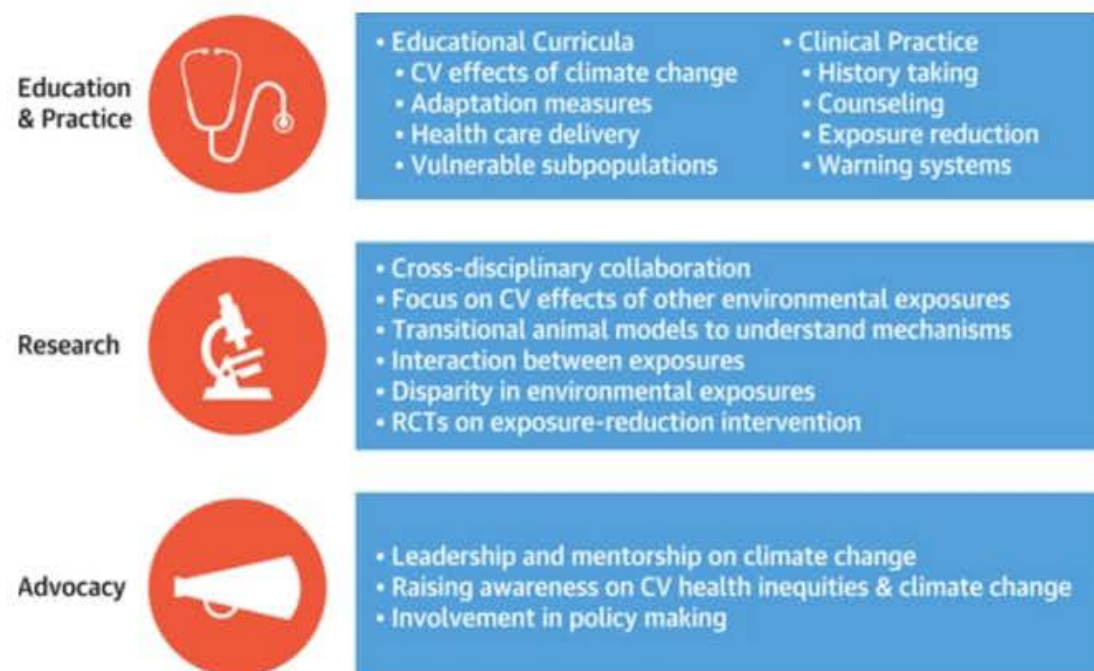 Education
& Practice
• Educational Curricula
• CV effects of climate change
• Adaptation measures
• Health care delivery
• Vulnerable subpopulations
• Clinical Practice
• History taking
• Counseling
• Exposure reduction
• Warning systems
Research
• Cross-disciplinary collaboration
• Focus on CV effects of other environmental exposures
• Transitional animal models to understand mechanisms
• Interaction between exposures
• Disparity in environmental exposures
• RCTs on exposure-reduction intervention
Advocacy
• Leadership and mentorship on climate change
• Raising awareness on CV health inequities & climate change
• Involvement in policy making